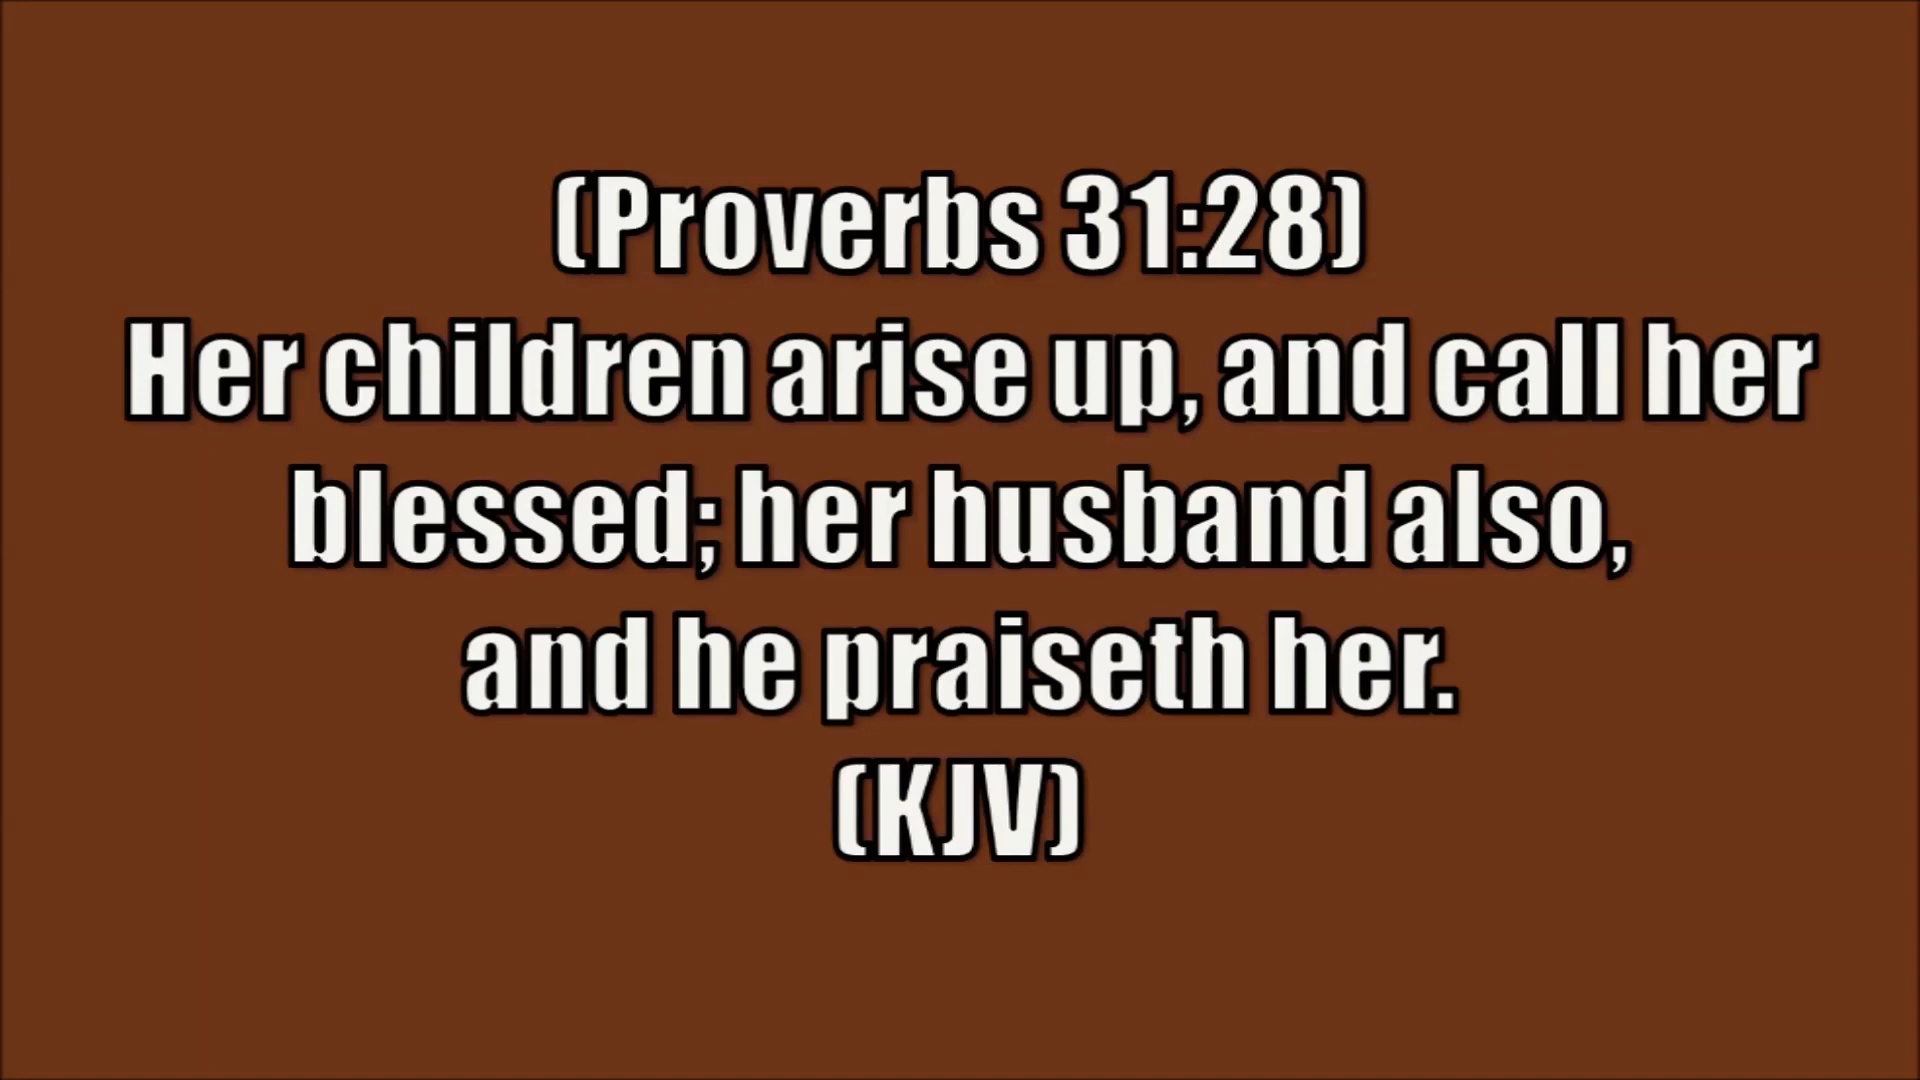 (Proverbs 31:28)
Her children arise up, and call her
blessed; her husband also,
and he praiseth her.
(KJV)